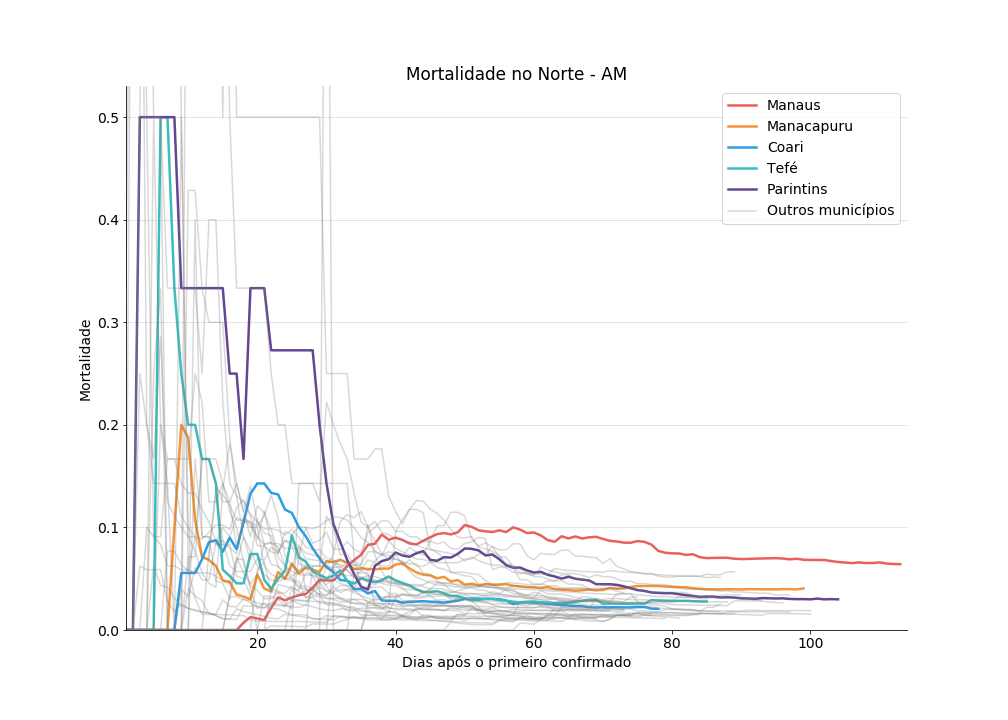 Mortalidade no Norte - AM
Manaus
Manacapuru
Coari
Tefé
Parintins
Outros municípios
Mortalidade
0.5
0.4
0.3
0.2
0.1
0.0
20
40
60
80
100
Dias após o primeiro confirmado